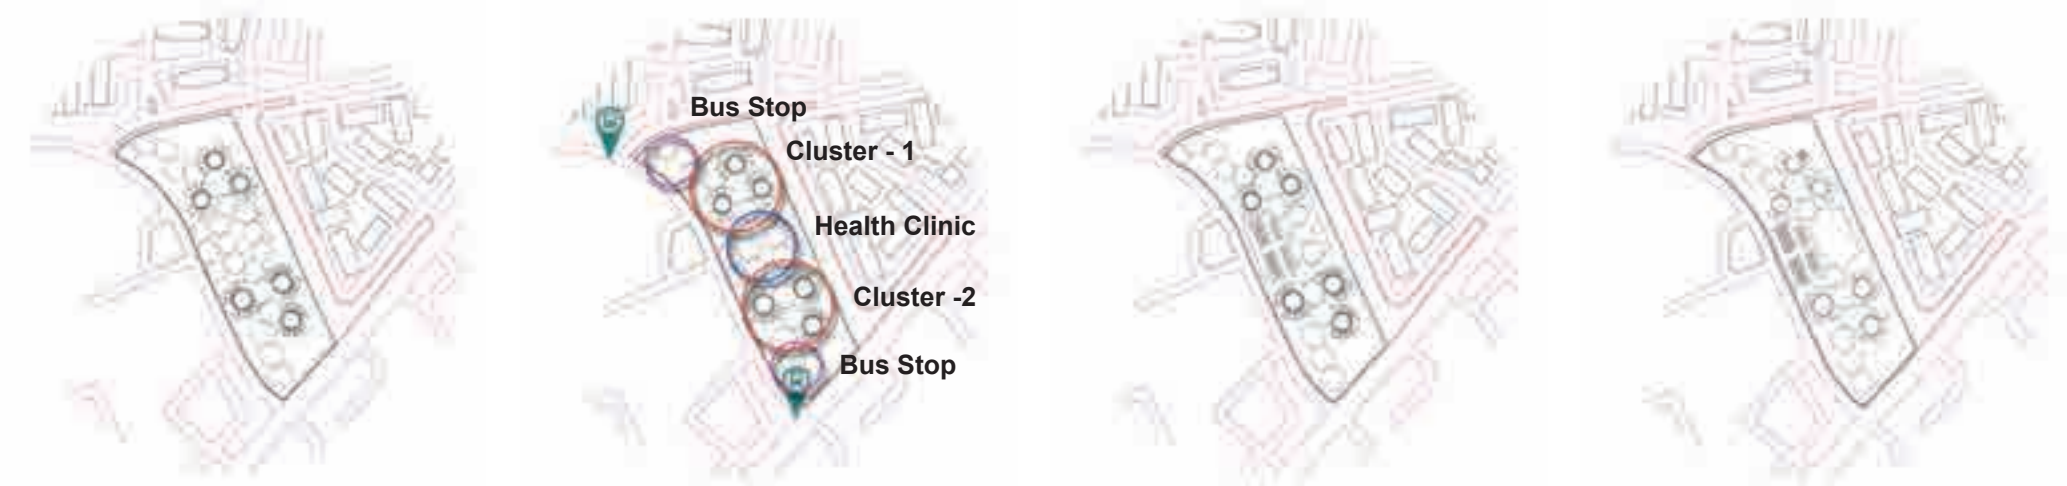 Bus Stop
Cluster - 1
Health Clinic
Cluster -2
Bus Stop